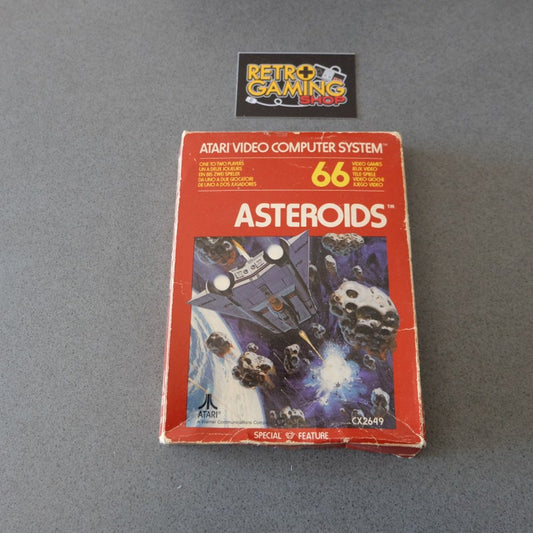 RETRO
GAMING
SHOP
ATARI VIDEO COMPUTER SYSTEM™
ONE TO TWO PLAYERS
UN A DEUX JOUEURS
EIN BIS ZWEI SPIELER
DA UNO A DUE GIOCATORI
DE UNO A DOS JUGADORES
66
VIDEO GAMES
JEUX VIDEO
TELE SPIELE
VIDEO GIOCHI
JUEGO VIDEO
ASTEROIDS™
ATARI®
A Warner Communications
CX2649
SPECIAL FEATURE